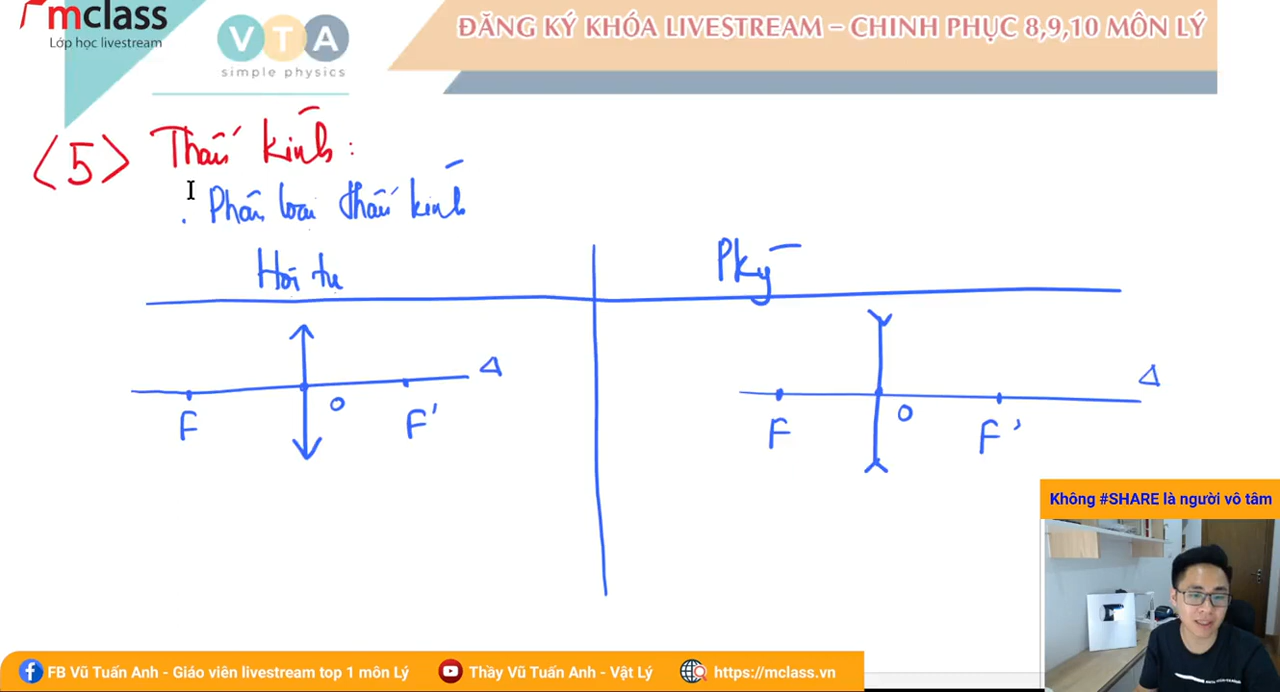 mclass
Lớp học livestream
VTA
simple physics
ĐĂNG KÝ KHÓA LIVESTREAM – CHINH PHỤC 8,9,10 MÔN LÝ
<5> Thấu kính:
. Phân loại thấu kính
Hội tụ
Pkỳ
F O F' Δ
F O F' Δ
Không #SHARE là người vô tâm
FB Vũ Tuấn Anh - Giáo viên livestream top 1 môn Lý
Thầy Vũ Tuấn Anh - Vật Lý
https://mclass.vn